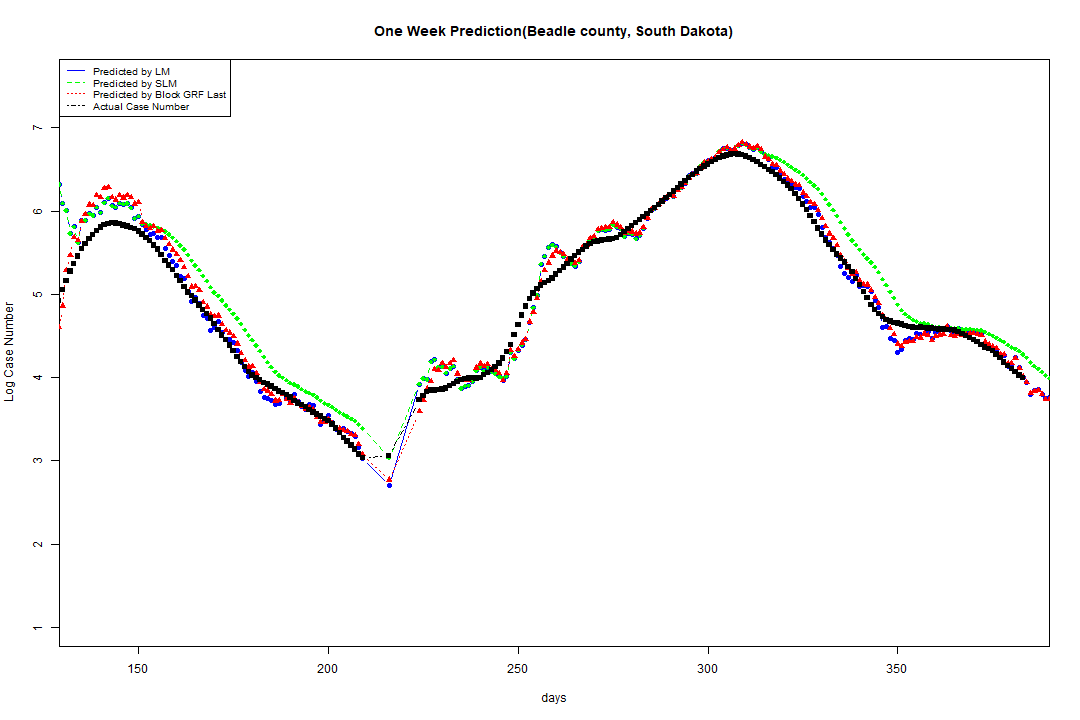 One Week Prediction(Beadle county, South Dakota)
Predicted by LM
Predicted by SLM
Predicted by Block GRF Last
Actual Case Number
7
6
5
4
3
2
1
Log Case Number
150 200 250 300 350
days